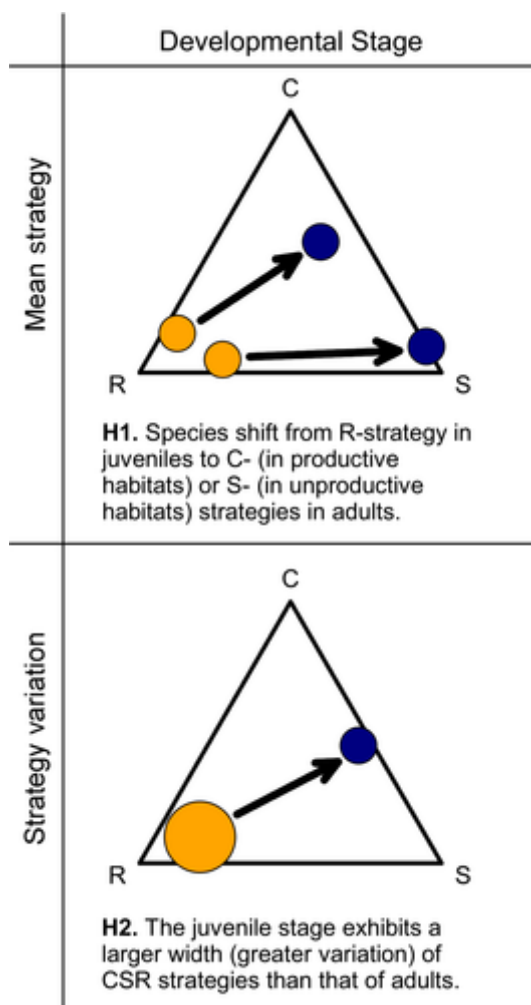 Developmental Stage
Mean strategy
C
R
S
H1. Species shift from R-strategy in
juveniles to C- (in productive
habitats) or S- (in unproductive
habitats) strategies in adults.
Strategy variation
C
R
S
H2. The juvenile stage exhibits a
larger width (greater variation) of
CSR strategies than that of adults.